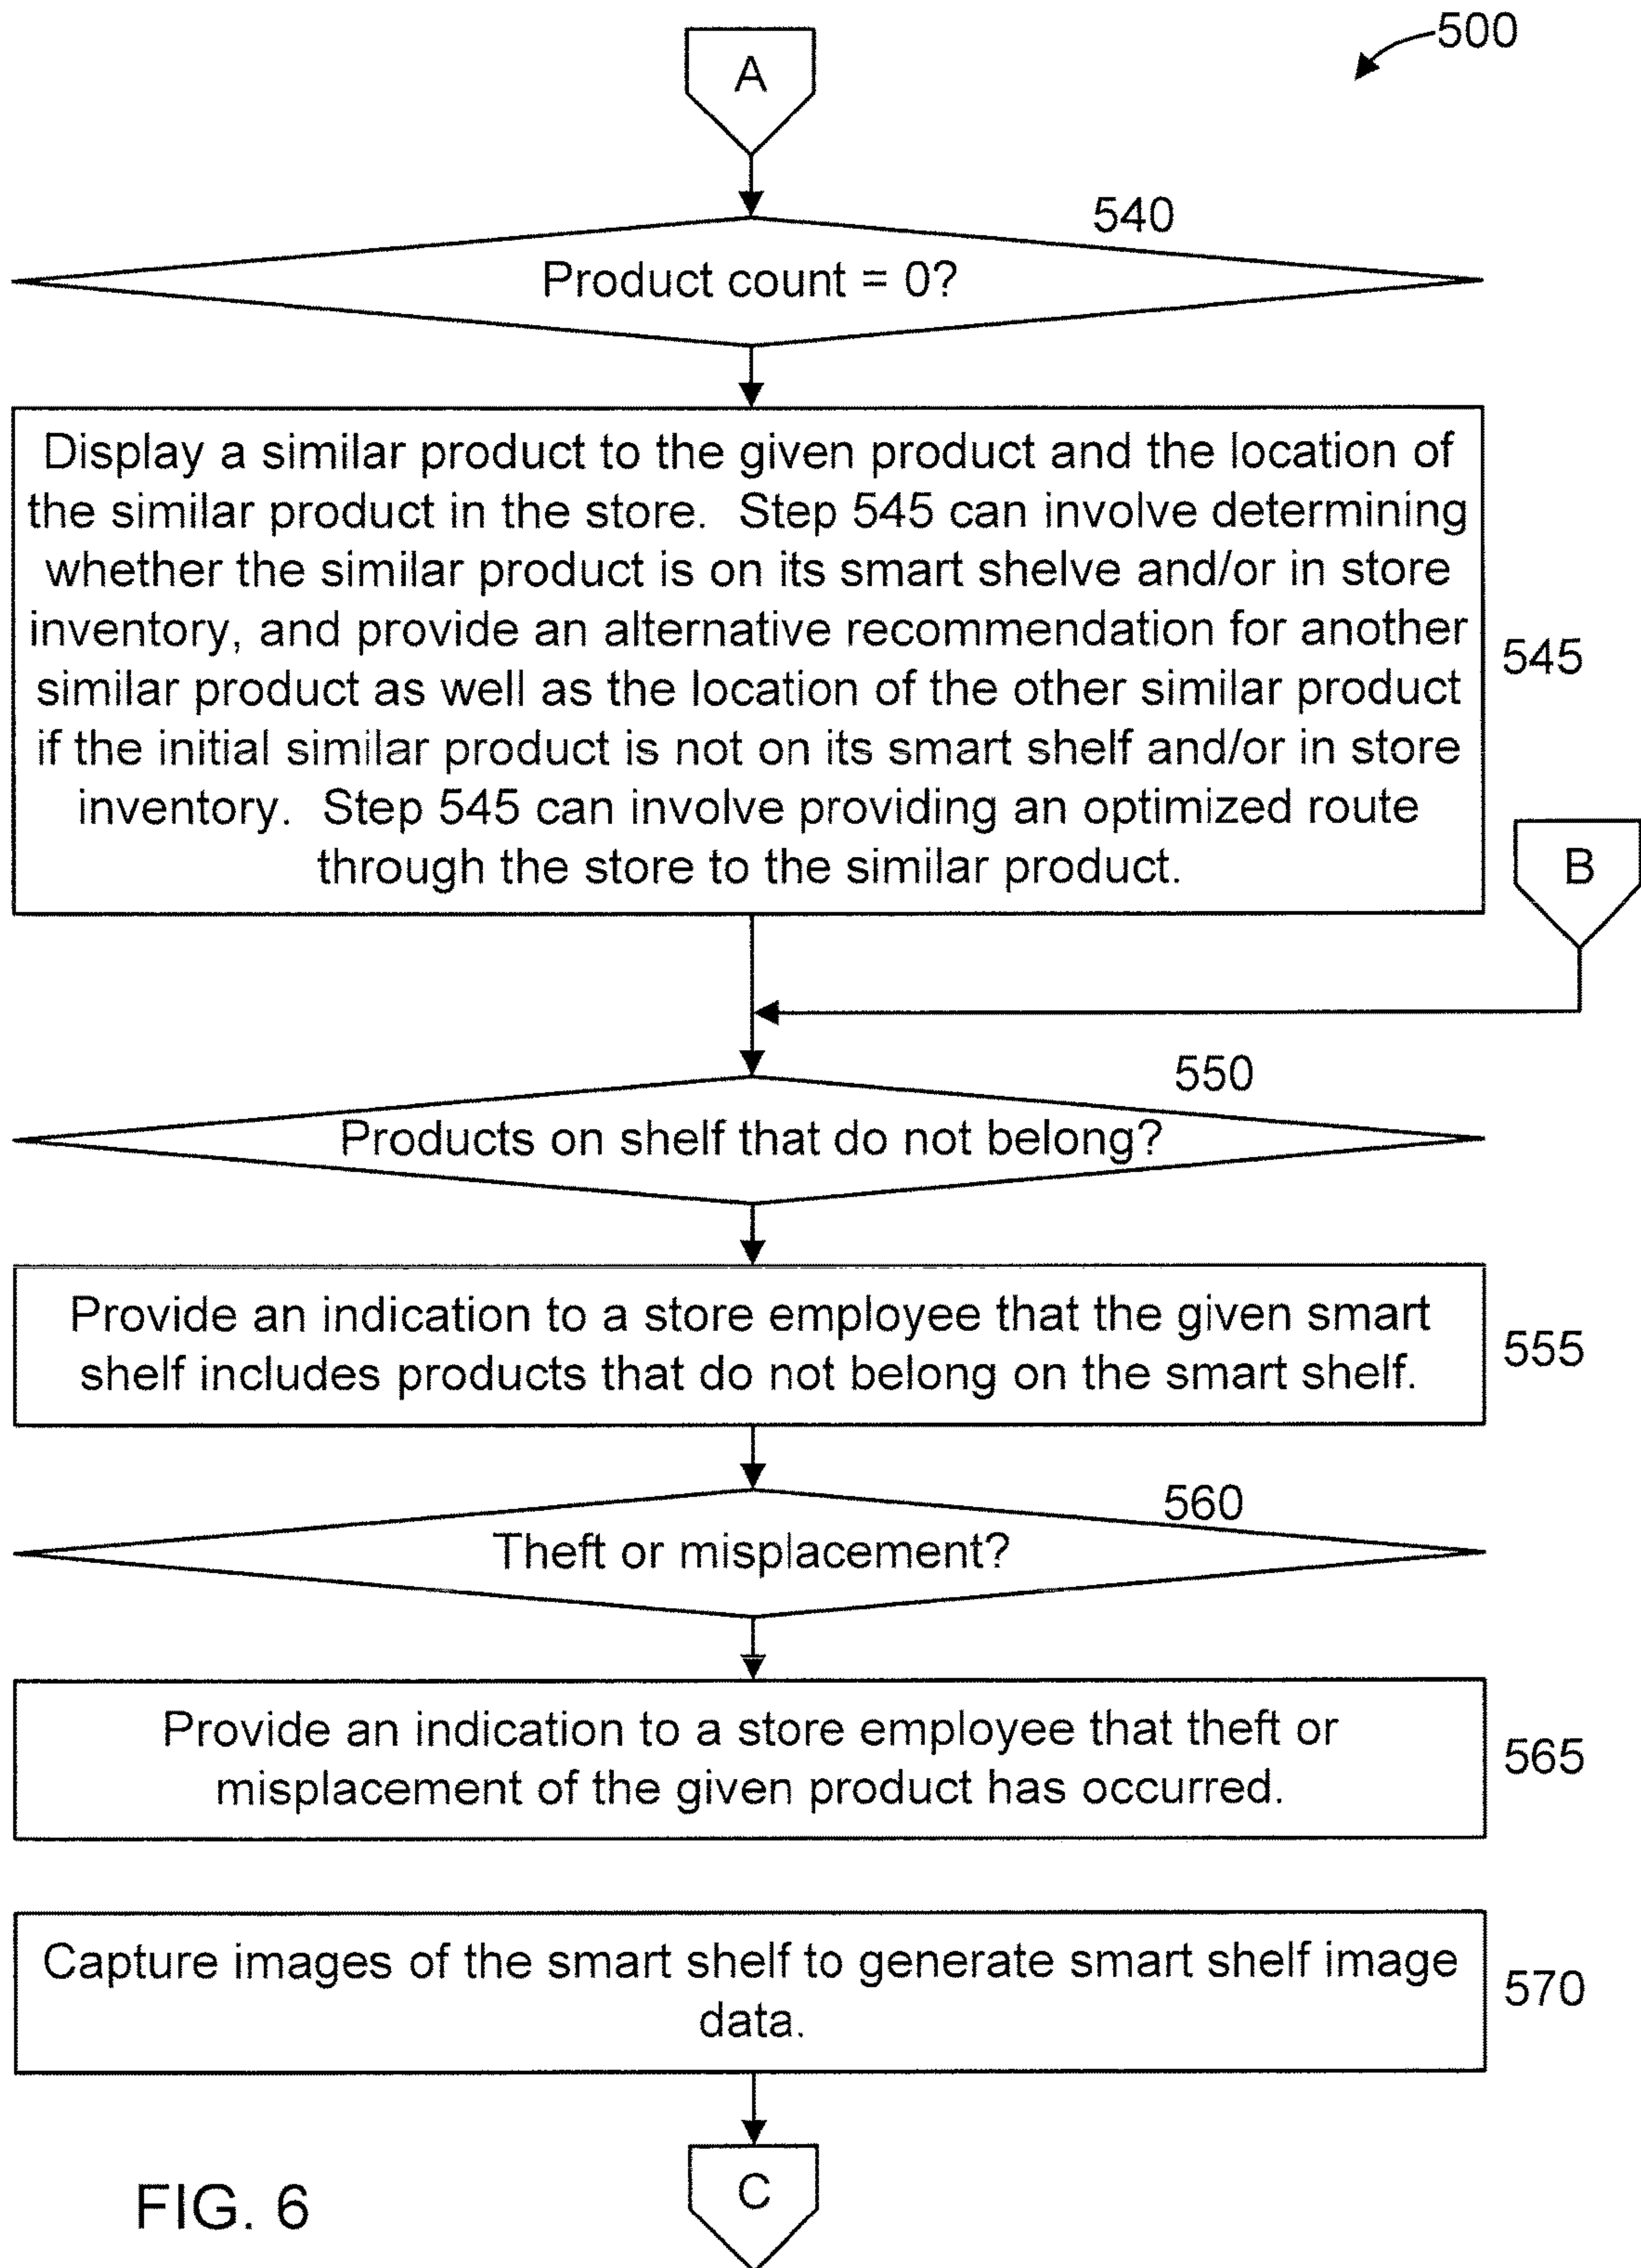 500
A
540
Product count = 0?
Display a similar product to the given product and the location of
the similar product in the store. Step 545 can involve determining
whether the similar product is on its smart shelve and/or in store
inventory, and provide an alternative recommendation for another
similar product as well as the location of the other similar product
if the initial similar product is not on its smart shelf and/or in store
inventory. Step 545 can involve providing an optimized route
through the store to the similar product.
545
B
550
Products on shelf that do not belong?
Provide an indication to a store employee that the given smart
shelf includes products that do not belong on the smart shelf.
555
560
Theft or misplacement?
Provide an indication to a store employee that theft or
misplacement of the given product has occurred.
565
Capture images of the smart shelf to generate smart shelf image
data.
570
C
FIG. 6